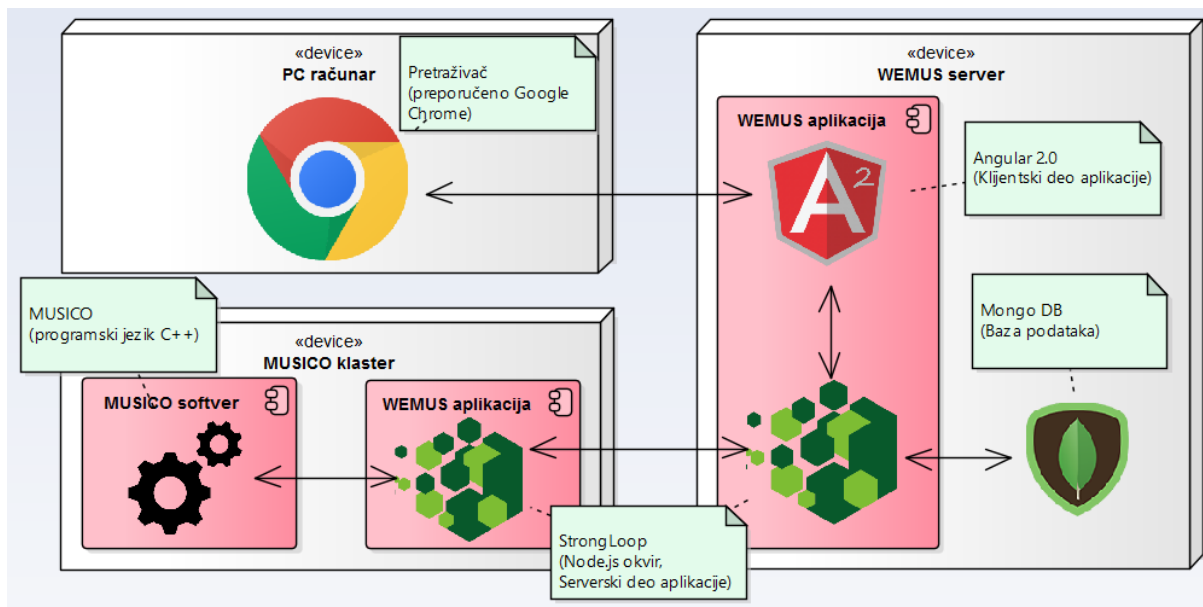 «device»
PC računar
Pretraživač
(preporučeno Google
Chrome)
«device»
WEMUS server
WEMUS aplikacija
A 2
Angular 2.0
(Klijentski deo aplikacije)
MUSICO
(programski jezik C++)
«device»
MUSICO klaster
MUSICO softver
WEMUS aplikacija
Mongo DB
(Baza podataka)
StrongLoop
(Node.js okvir,
Serverski deo aplikacije)